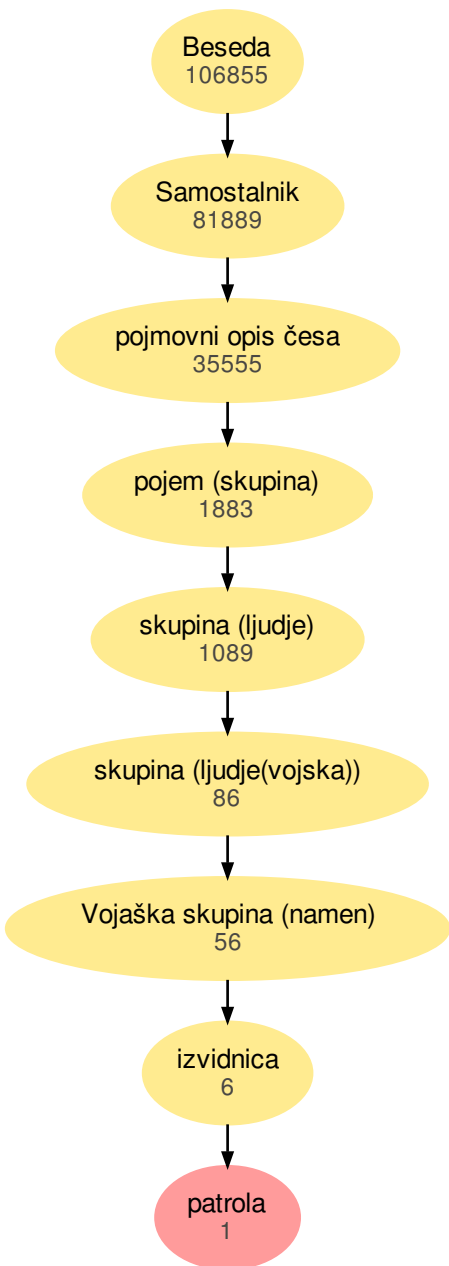 Beseda
106855
Samostalnik
81889
pojmovni opis česa
35555
pojem (skupina)
1883
skupina (ljudje)
1089
skupina (ljudje(vojska))
86
Vojaška skupina (namen)
56
izvidnica
6
patrola
1